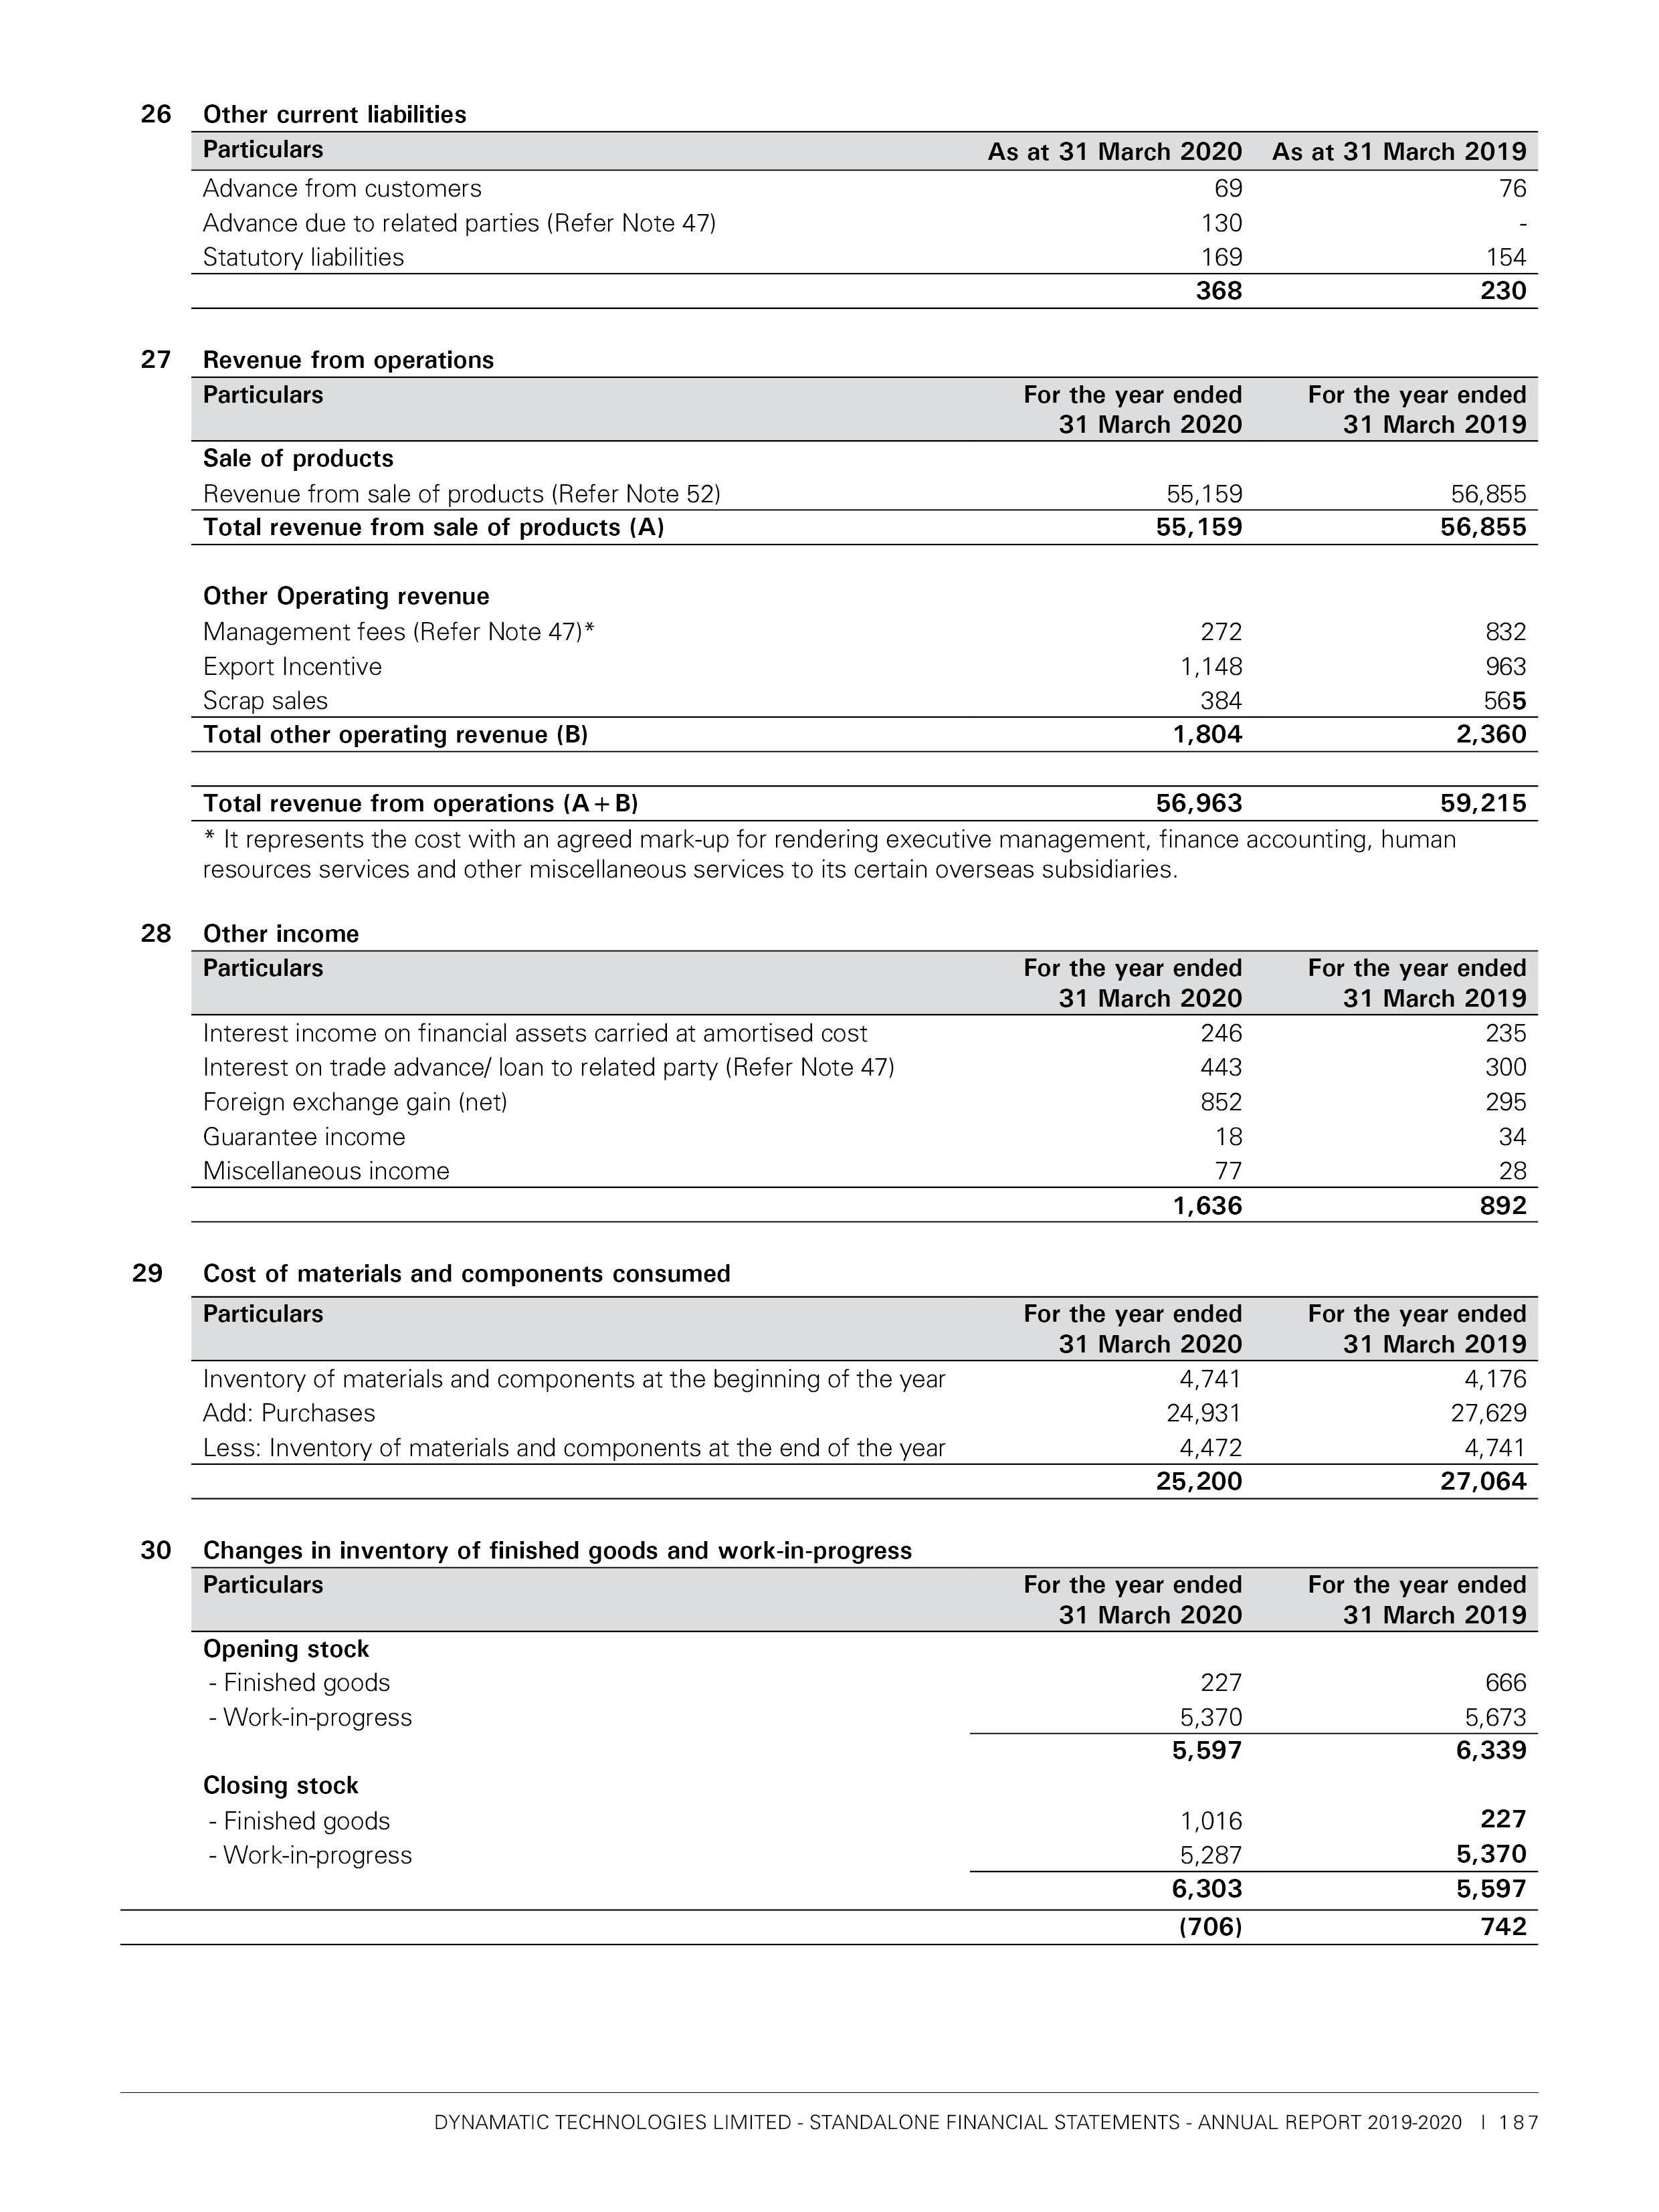 26 Other current liabilities
Particulars As at 31 March 2020 As at 31 March 2019
Advance from customers 69 76
Advance due to related parties (Refer Note 47) 130 -
Statutory liabilities 169 154
368 230
27 Revenue from operations
Particulars For the year ended For the year ended
31 March 2020 31 March 2019
Sale of products
Revenue from sale of products (Refer Note 52) 55,159 56,855
Total revenue from sale of products (A) 55,159 56,855
Other Operating revenue
Management fees (Refer Note 47)* 272 832
Export Incentive 1,148 963
Scrap sales 384 565
Total other operating revenue (B) 1,804 2,360
Total revenue from operations (A+B) 56,963 59,215
* It represents the cost with an agreed mark-up for rendering executive management, finance accounting, human
resources services and other miscellaneous services to its certain overseas subsidiaries.
28 Other income
Particulars For the year ended For the year ended
31 March 2020 31 March 2019
Interest income on financial assets carried at amortised cost 246 235
Interest on trade advance/ loan to related party (Refer Note 47) 443 300
Foreign exchange gain (net) 852 295
Guarantee income 18 34
Miscellaneous income 77 28
1,636 892
29 Cost of materials and components consumed
Particulars For the year ended For the year ended
31 March 2020 31 March 2019
Inventory of materials and components at the beginning of the year 4,741 4,176
Add: Purchases 24,931 27,629
Less: Inventory of materials and components at the end of the year 4,472 4,741
25,200 27,064
30 Changes in inventory of finished goods and work-in-progress
Particulars For the year ended For the year ended
31 March 2020 31 March 2019
Opening stock
- Finished goods 227 666
- Work-in-progress 5,370 5,673
5,597 6,339
Closing stock
- Finished goods 1,016 227
- Work-in-progress 5,287 5,370
6,303 5,597
(706) 742
DYNAMATIC TECHNOLOGIES LIMITED - STANDALONE FINANCIAL STATEMENTS - ANNUAL REPORT 2019-2020 | 187